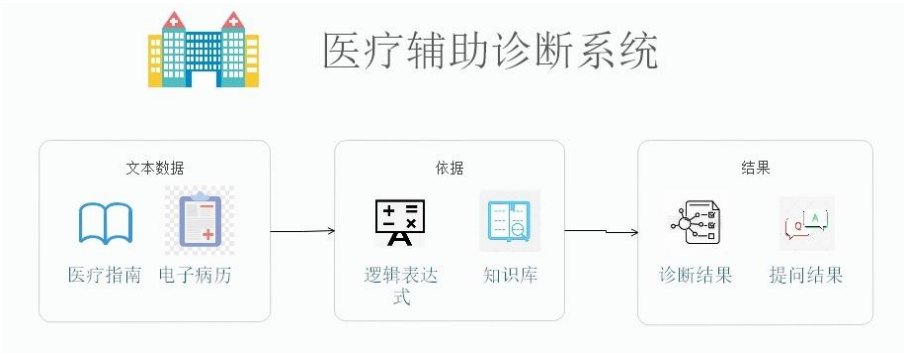 医疗辅助诊断系统
文本数据
医疗指南
电子病历
依据
逻辑表达
式
知识库
结果
诊断结果
Q A
提问结果